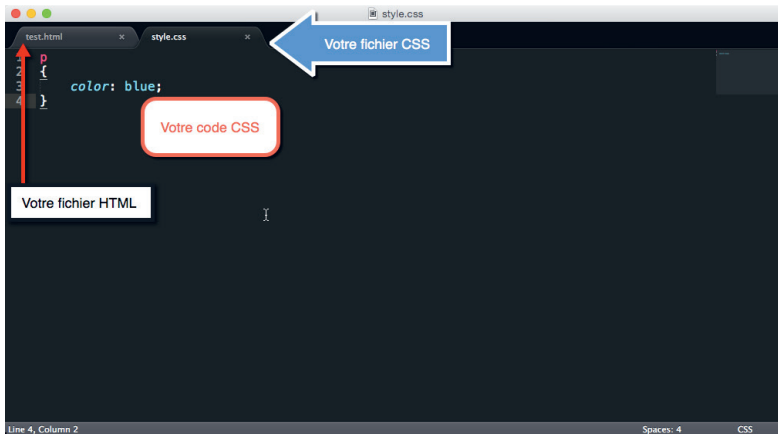 style.css
test.html × style.css ×
Votre fichier CSS
1 p
2 {
3 color: blue;
4 }
Votre code CSS
Votre fichier HTML
Line 4, Column 2 Spaces: 4 CSS